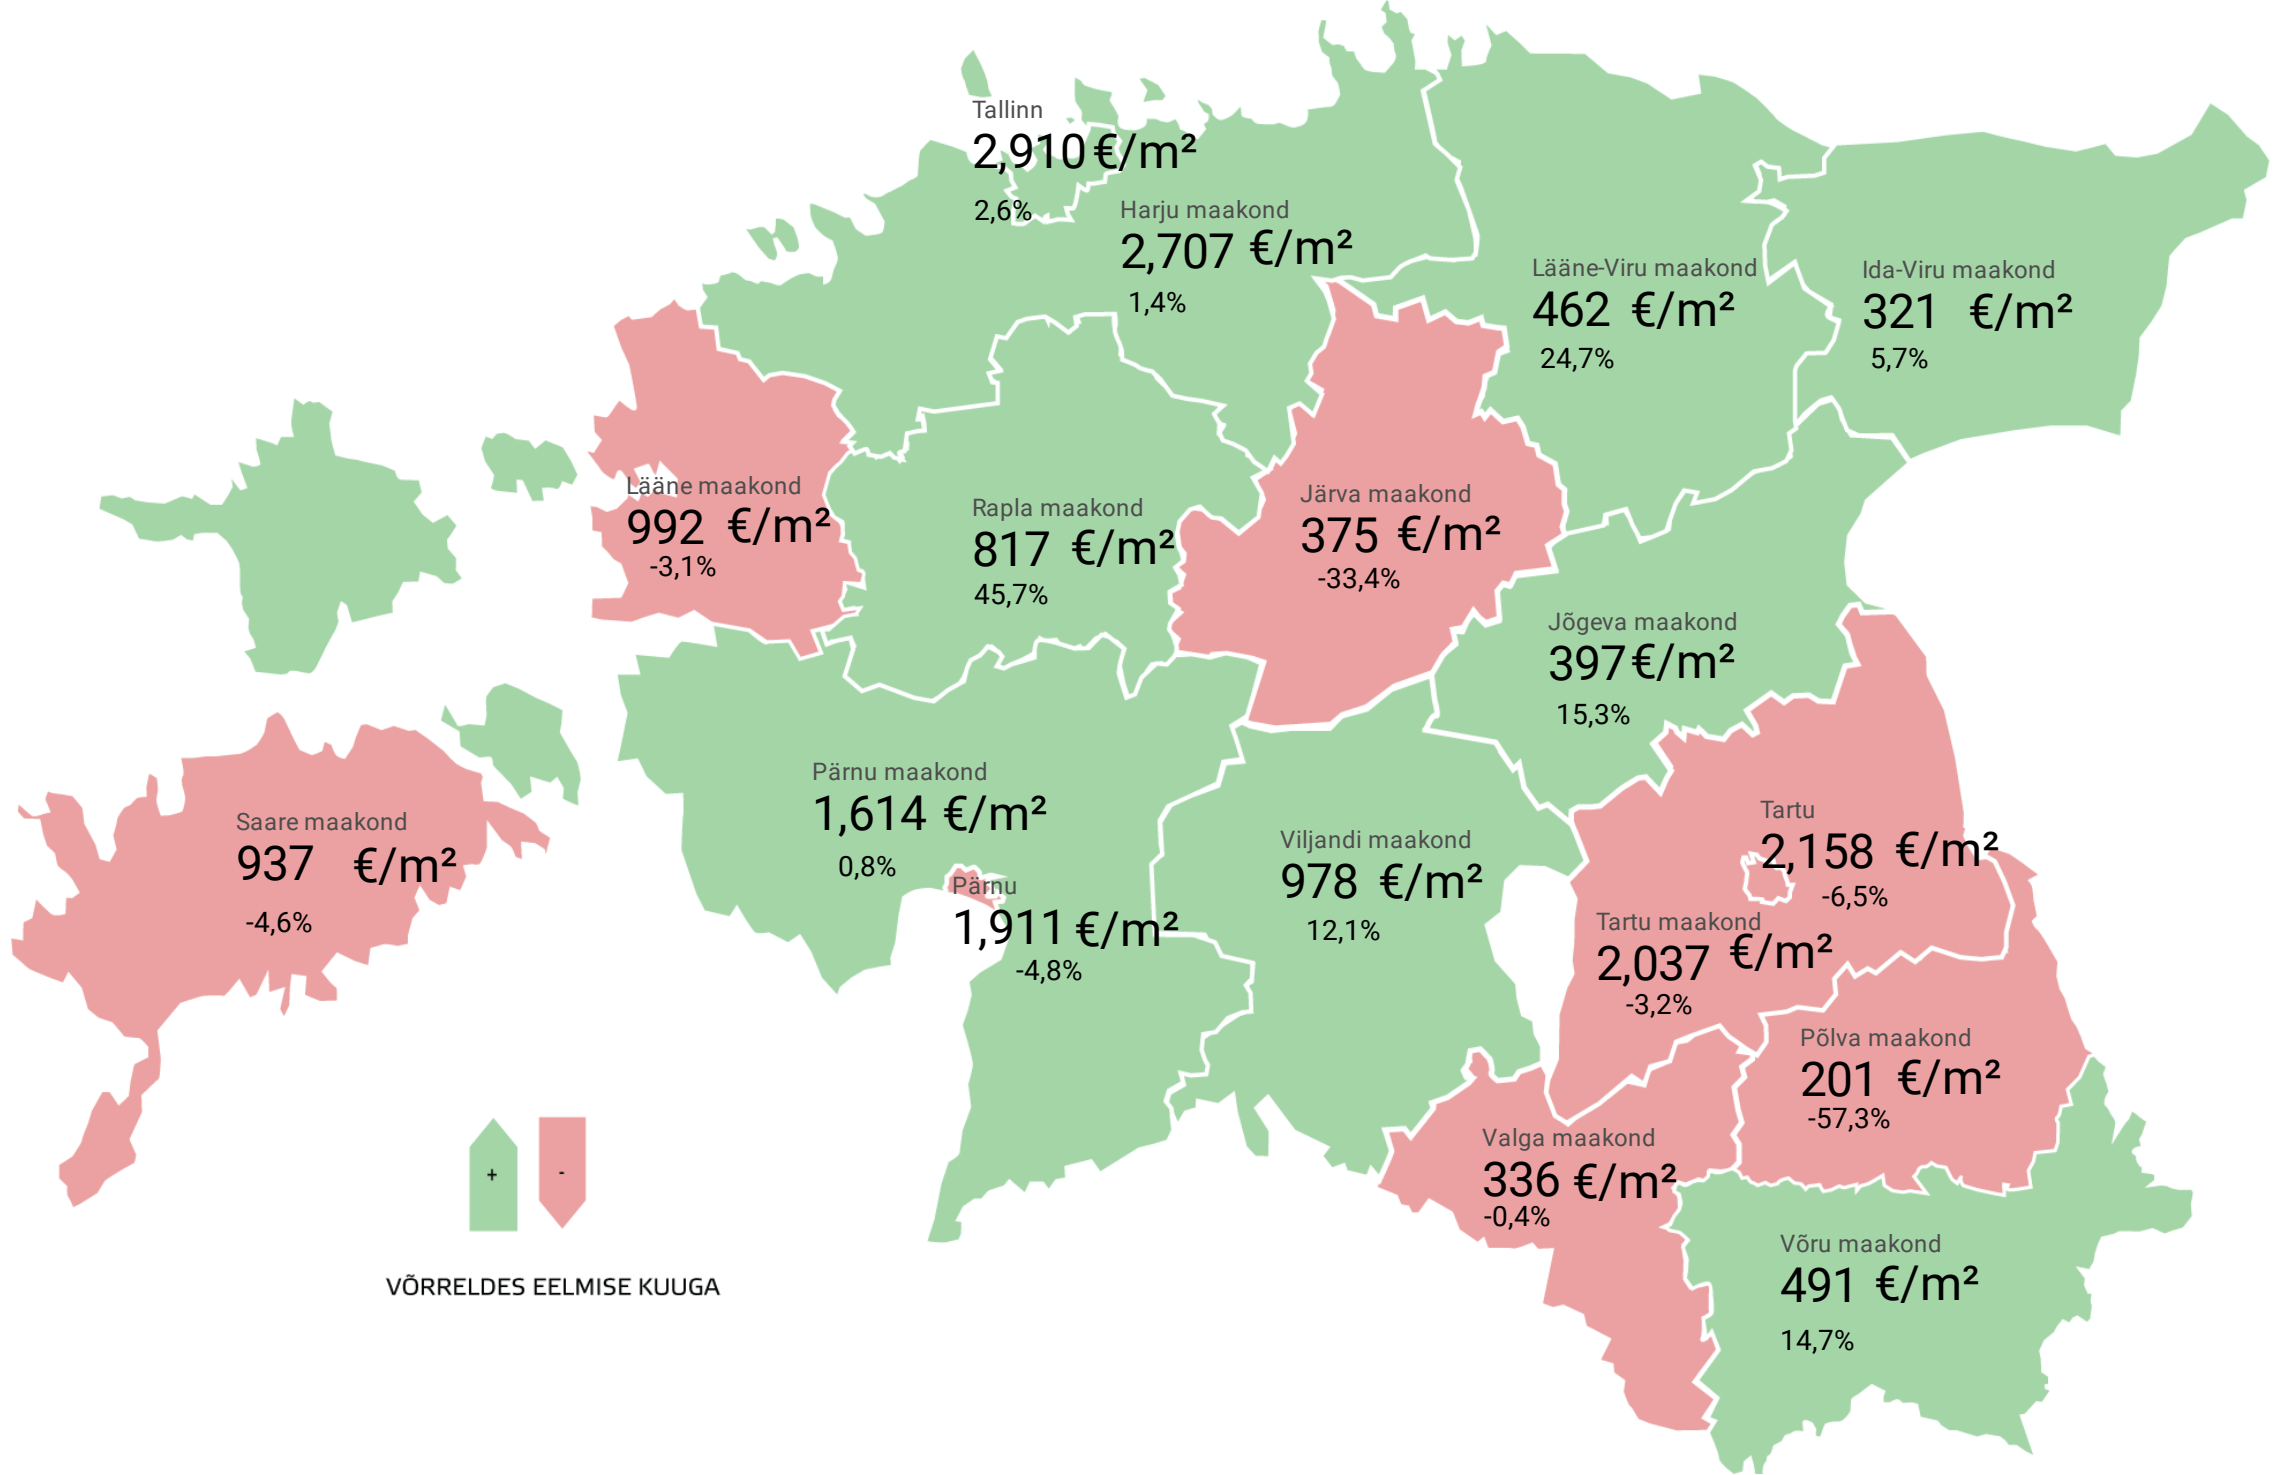 Tallinn
2,910 €/m²
2,6%
Harju maakond
2,707 €/m²
1,4%
Lääne-Viru maakond
462 €/m²
24,7%
Ida-Viru maakond
321 €/m²
5,7%
Lääne maakond
992 €/m²
-3,1%
Rapla maakond
817 €/m²
45,7%
Järva maakond
375 €/m²
-33,4%
Jõgeva maakond
397 €/m²
15,3%
Saare maakond
937 €/m²
-4,6%
Pärnu maakond
1,614 €/m²
0,8%
Pärnu
1,911 €/m²
-4,8%
Viljandi maakond
978 €/m²
12,1%
Tartu
2,158 €/m²
-6,5%
Tartu maakond
2,037 €/m²
-3,2%
Põlva maakond
201 €/m²
-57,3%
Valga maakond
336 €/m²
-0,4%
Võru maakond
491 €/m²
14,7%
+ -
VÕRRELDES EELMISE KUUGA